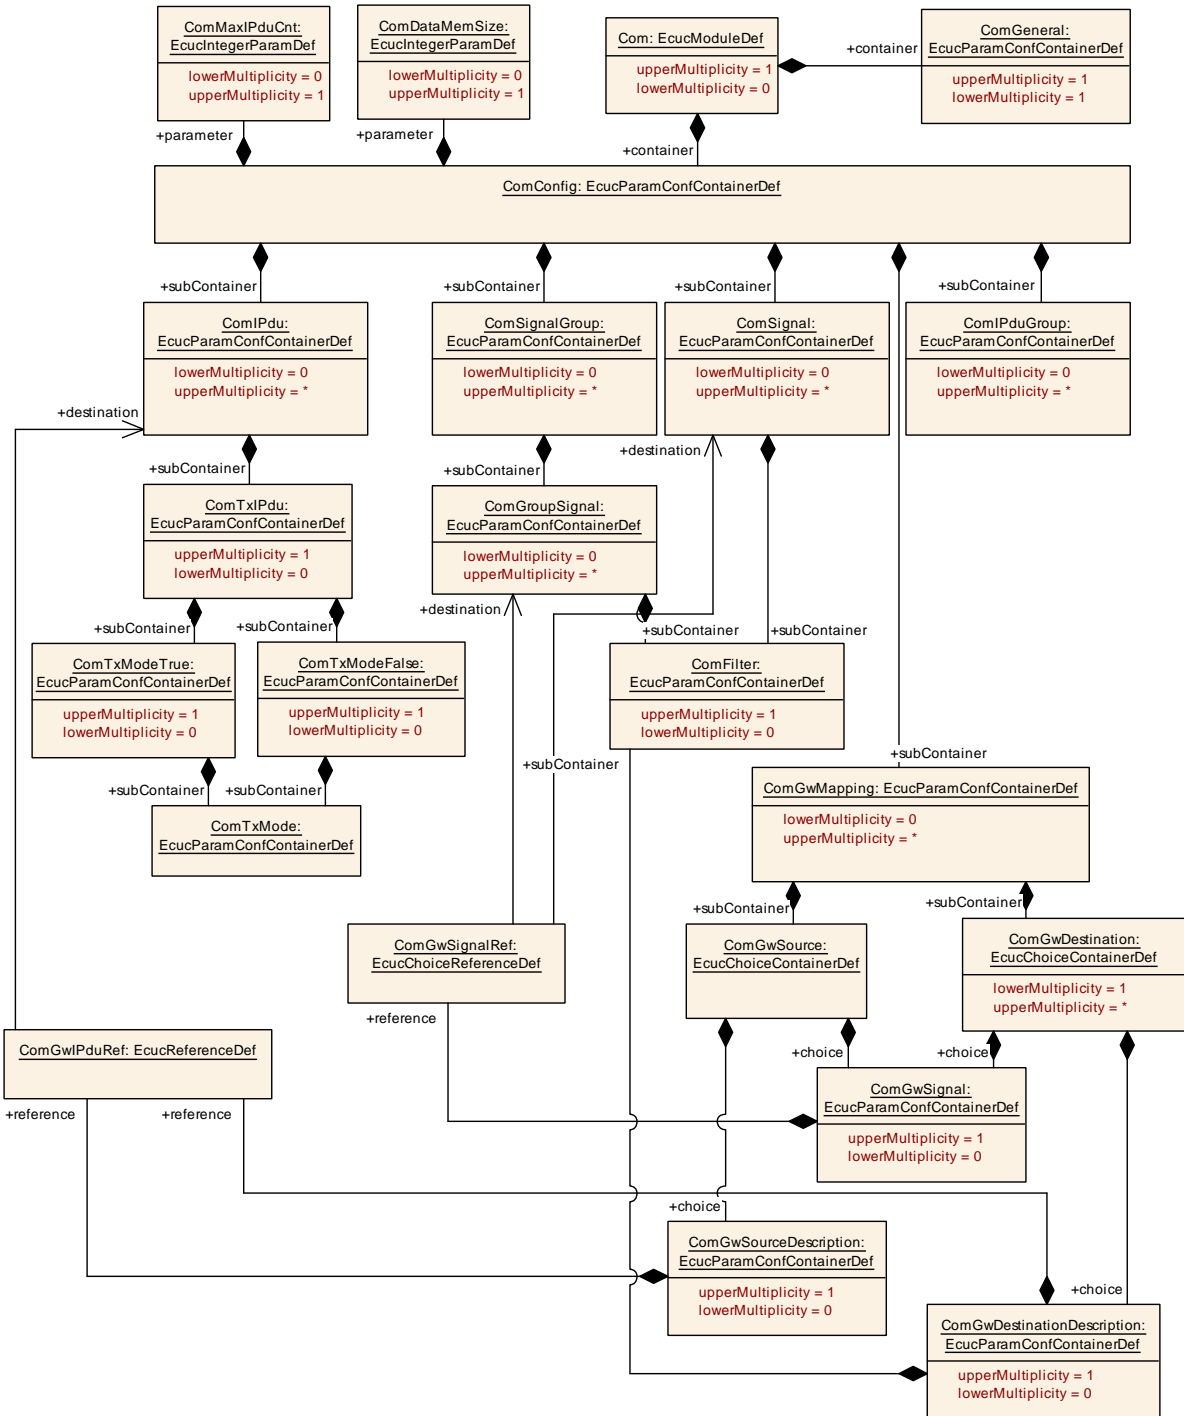 ComMaxIPduCnt:
EcucIntegerParamDef
lowerMultiplicity = 0
upperMultiplicity = 1
ComDataMemSize:
EcucIntegerParamDef
lowerMultiplicity = 0
upperMultiplicity = 1
Com: EcucModuleDef
upperMultiplicity = 1
lowerMultiplicity = 0
+container
ComGeneral:
EcucParamConfContainerDef
upperMultiplicity = 1
lowerMultiplicity = 1
+parameter
+parameter
+container
ComConfig: EcucParamConfContainerDef
+subContainer
+subContainer
+subContainer
+subContainer
ComIPdu:
EcucParamConfContainerDef
lowerMultiplicity = 0
upperMultiplicity = *
ComSignalGroup:
EcucParamConfContainerDef
lowerMultiplicity = 0
upperMultiplicity = *
ComSignal:
EcucParamConfContainerDef
lowerMultiplicity = 0
upperMultiplicity = *
ComIPduGroup:
EcucParamConfContainerDef
lowerMultiplicity = 0
upperMultiplicity = *
+destination
+subContainer
+subContainer
+destination
ComTxIPdu:
EcucParamConfContainerDef
upperMultiplicity = 1
lowerMultiplicity = 0
ComGroupSignal:
EcucParamConfContainerDef
lowerMultiplicity = 0
upperMultiplicity = *
+subContainer
+subContainer
+destination
+subContainer
+subContainer
ComTxModeTrue:
EcucParamConfContainerDef
upperMultiplicity = 1
lowerMultiplicity = 0
ComTxModeFalse:
EcucParamConfContainerDef
upperMultiplicity = 1
lowerMultiplicity = 0
ComFilter:
EcucParamConfContainerDef
upperMultiplicity = 1
lowerMultiplicity = 0
+subContainer
+subContainer
+subContainer
+subContainer
ComTxMode:
EcucParamConfContainerDef
ComGwMapping: EcucParamConfContainerDef
lowerMultiplicity = 0
upperMultiplicity = *
+subContainer
+subContainer
ComGwSignalRef:
EcucChoiceReferenceDef
ComGwSource:
EcucChoiceContainerDef
ComGwDestination:
EcucChoiceContainerDef
lowerMultiplicity = 1
upperMultiplicity = *
+reference
ComGwIPduRef: EcucReferenceDef
+choice
+choice
ComGwSignal:
EcucParamConfContainerDef
upperMultiplicity = 1
lowerMultiplicity = 0
+reference
+reference
+choice
ComGwSourceDescription:
EcucParamConfContainerDef
upperMultiplicity = 1
lowerMultiplicity = 0
+choice
ComGwDestinationDescription:
EcucParamConfContainerDef
upperMultiplicity = 1
lowerMultiplicity = 0